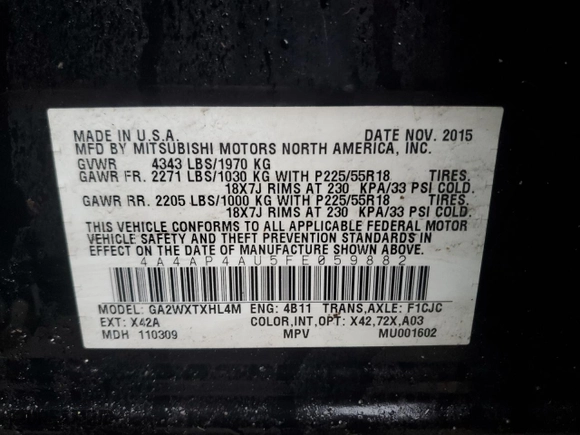 MADE IN U.S.A. DATE NOV. 2015
MFD BY MITSUBISHI MOTORS NORTH AMERICA, INC.
GVWR 4343 LBS/1970 KG
GAWR FR. 2271 LBS/1030 KG WITH P225/55R18 TIRES.
18X7J RIMS AT 230 KPA/33 PSI COLD.
GAWR RR. 2205 LBS/1000 KG WITH P225/55R18 TIRES.
18X7J RIMS AT 230 KPA/33 PSI COLD.
THIS VEHICLE CONFORMS TO ALL APPLICABLE FEDERAL MOTOR
VEHICLE SAFETY AND THEFT PREVENTION STANDARDS IN EFFECT
ON THE DATE OF MANUFACTURE SHOWN ABOVE.
4A4AP4AU5FE059882
MODEL: GA2WXTXHL4M ENG: 4B11 TRANS,AXLE: F1CJC
EXT: X42A COLOR,INT,OPT: X42,72X,A03
MDH 110309 MPV MU001602